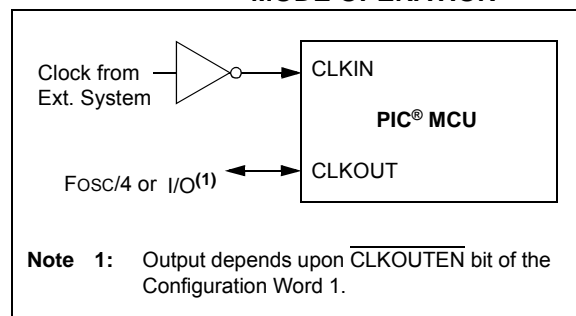 MODE OPERATION
Clock from
Ext. System
CLKIN
PIC® MCU
FOSC/4 or I/O(1)
CLKOUT
Note 1: Output depends upon CLKOUTEN bit of the
Configuration Word 1.